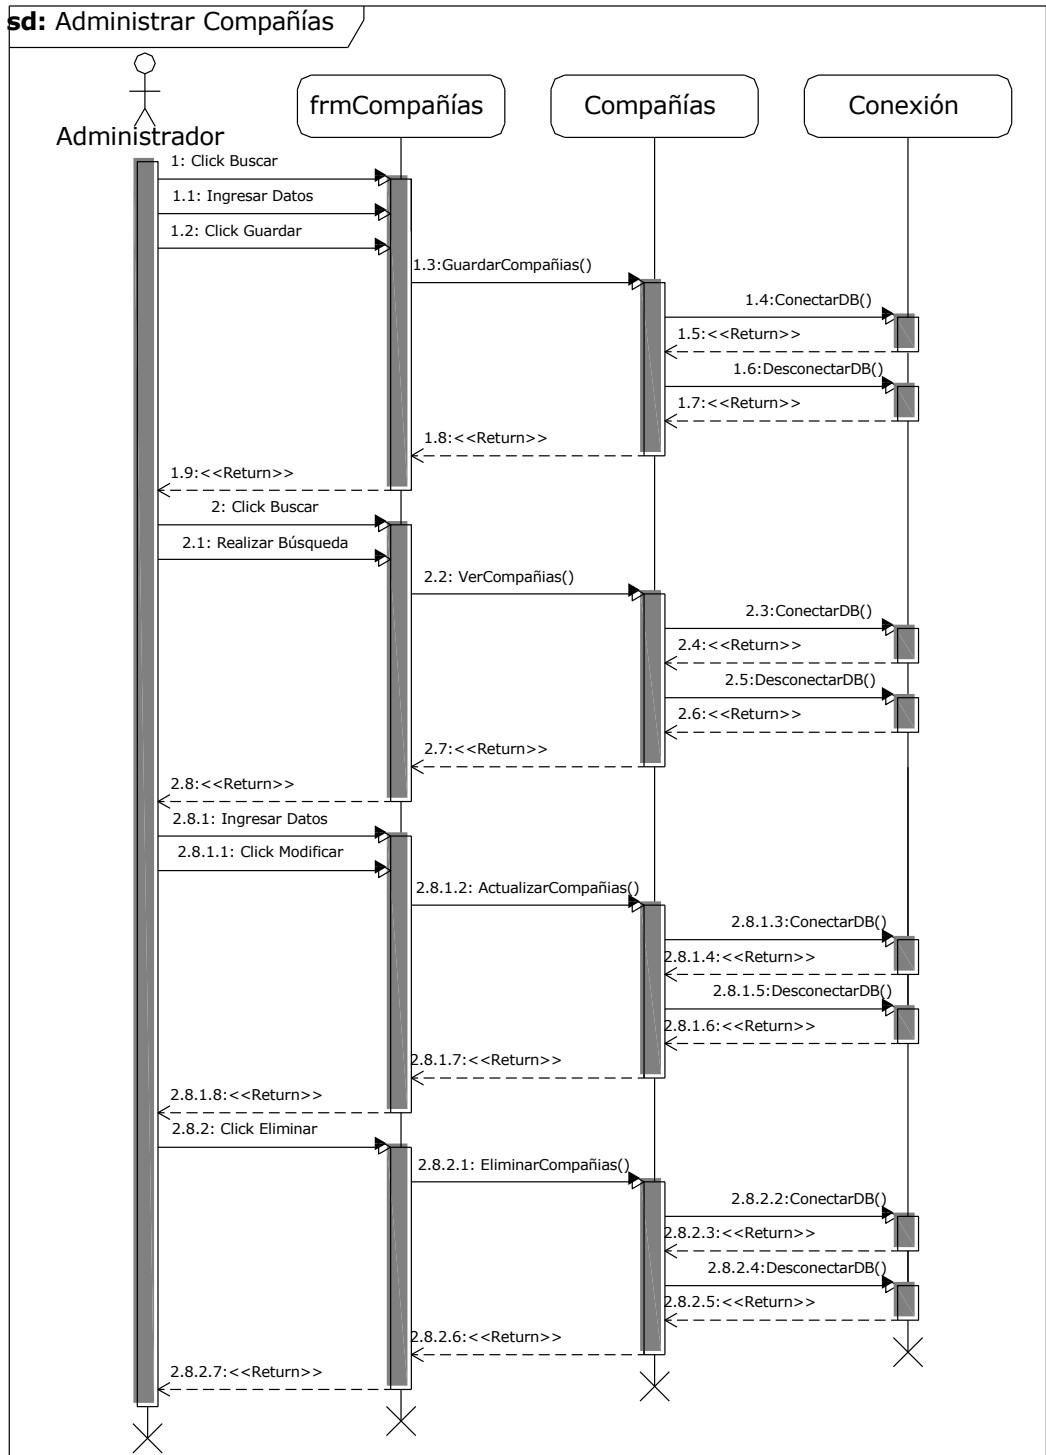 sd: Administrar Compañías
Administrador
frmCompañías
Compañías
Conexión
1: Click Buscar
1.1: Ingresar Datos
1.2: Click Guardar
1.3:GuardarCompañias()
1.4:ConectarDB()
1.5:<<Return>>
1.6:DesconectarDB()
1.7:<<Return>>
1.8:<<Return>>
1.9:<<Return>>
2: Click Buscar
2.1: Realizar Búsqueda
2.2: VerCompañias()
2.3:ConectarDB()
2.4:<<Return>>
2.5:DesconectarDB()
2.6:<<Return>>
2.7:<<Return>>
2.8:<<Return>>
2.8.1: Ingresar Datos
2.8.1.1: Click Modificar
2.8.1.2: ActualizarCompañias()
2.8.1.3:ConectarDB()
2.8.1.4:<<Return>>
2.8.1.5:DesconectarDB()
2.8.1.6:<<Return>>
2.8.1.7:<<Return>>
2.8.1.8:<<Return>>
2.8.2: Click Eliminar
2.8.2.1: EliminarCompañias()
2.8.2.2:ConectarDB()
2.8.2.3:<<Return>>
2.8.2.4:DesconectarDB()
2.8.2.5:<<Return>>
2.8.2.6:<<Return>>
2.8.2.7:<<Return>>